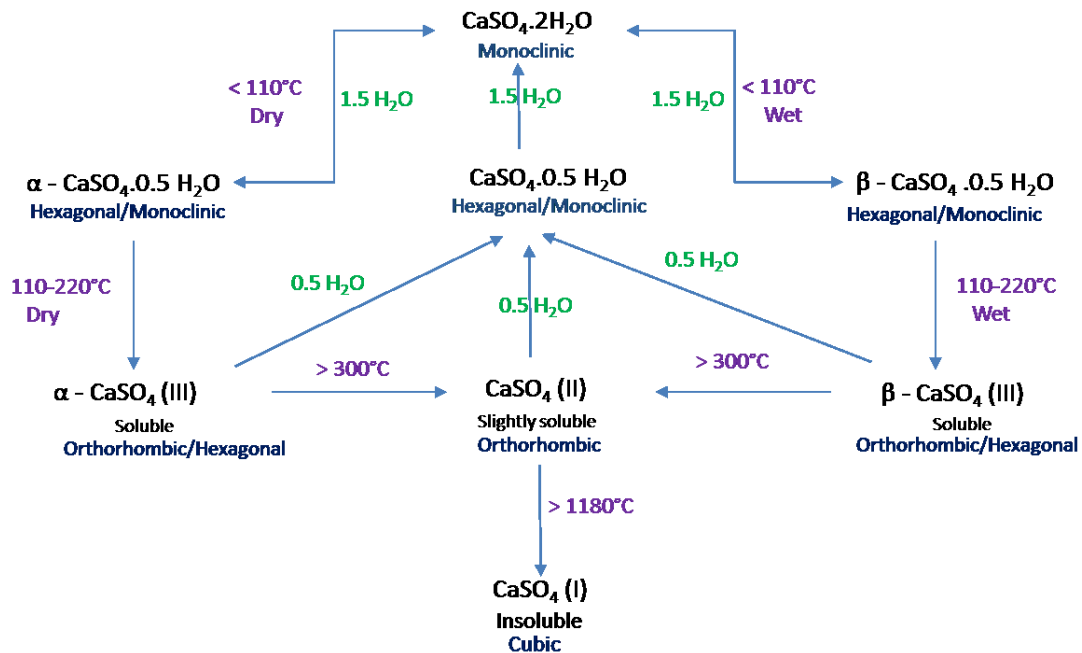 CaSO₄.2H₂O
Monoclinic
< 110°C
Dry
1.5 H₂O
1.5 H₂O
1.5 H₂O
< 110°C
Wet
α - CaSO₄.0.5 H₂O
Hexagonal/Monoclinic
CaSO₄.0.5 H₂O
Hexagonal/Monoclinic
β - CaSO₄ .0.5 H₂O
Hexagonal/Monoclinic
110-220°C
Dry
0.5 H₂O
0.5 H₂O
0.5 H₂O
110-220°C
Wet
> 300°C
> 300°C
α - CaSO₄ (III)
Soluble
Orthorhombic/Hexagonal
CaSO₄ (II)
Slightly soluble
Orthorhombic
β - CaSO₄ (III)
Soluble
Orthorhombic/Hexagonal
> 1180°C
CaSO₄ (I)
Insoluble
Cubic